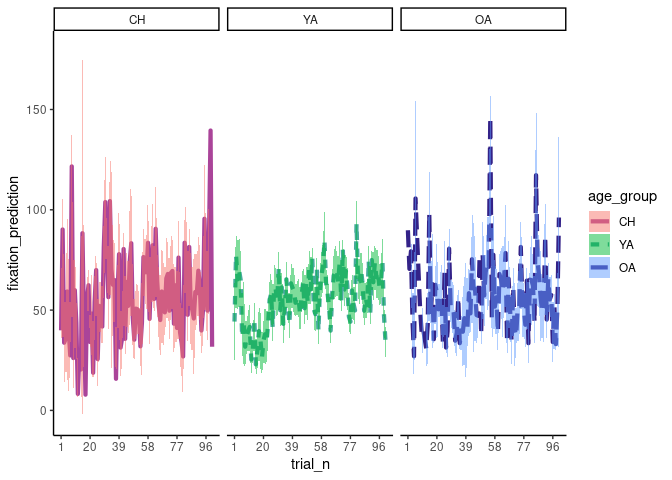 CH YA OA
150
100
50
0
fixation_prediction
1 20 39 58 77 96 1 20 39 58 77 96 1 20 39 58 77 96
trial_n
age_group
CH
YA
OA